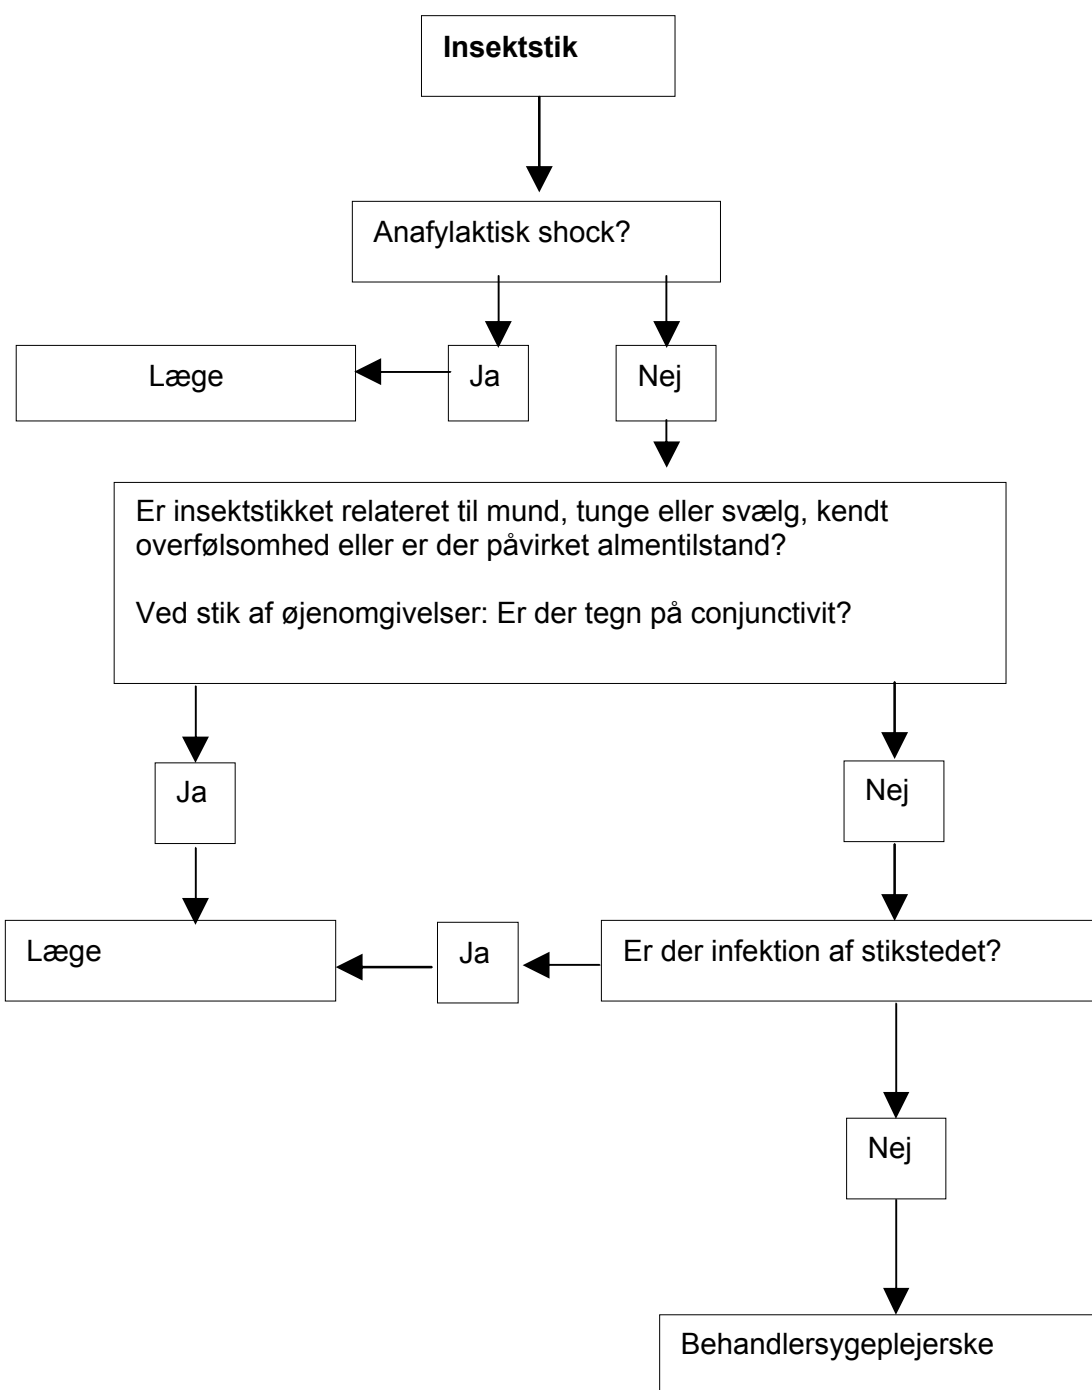 Insektstik
Anafylaktisk shock?
Læge
Ja
Nej
Er insektstikket relateret til mund, tunge eller svælg, kendt
overfølsomhed eller er der påvirket almentilstand?
Ved stik af øjenomgivelser: Er der tegn på conjunctivit?
Ja
Nej
Læge
Ja
Er der infektion af stikstedet?
Nej
Behandlersygeplejerske